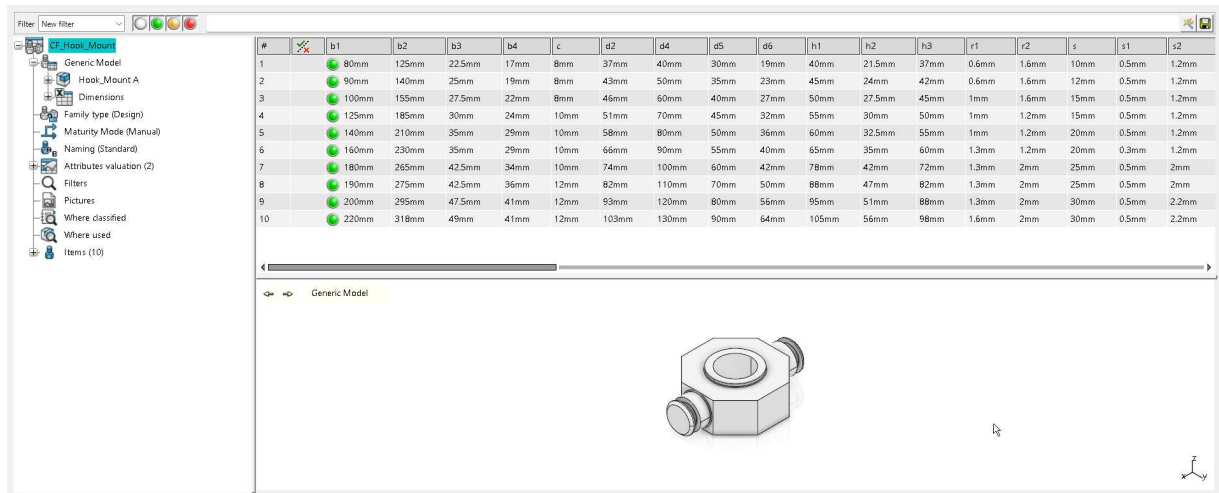 Filter New filter
CF_Hook_Mount
Generic Model
Hook_Mount A
Dimensions
Family type (Design)
Maturity Mode (Manual)
Naming (Standard)
Attributes valuation (2)
Filters
Pictures
Where classified
Where used
Items (10)
# b1 b2 b3 b4 c d2 d4 d5 d6 h1 h2 h3 r1 r2 s s1 s2
1 80mm 125mm 22.5mm 17mm 8mm 37mm 40mm 30mm 19mm 40mm 21.5mm 37mm 0.6mm 1.6mm 10mm 0.5mm 1.2mm
2 90mm 140mm 25mm 19mm 8mm 43mm 50mm 35mm 23mm 45mm 24mm 42mm 0.6mm 1.6mm 12mm 0.5mm 1.2mm
3 100mm 155mm 27.5mm 22mm 8mm 46mm 60mm 40mm 27mm 50mm 27.5mm 45mm 1mm 1.6mm 15mm 0.5mm 1.2mm
4 125mm 185mm 30mm 24mm 10mm 51mm 70mm 45mm 32mm 55mm 30mm 50mm 1mm 1.2mm 15mm 0.5mm 1.2mm
5 140mm 210mm 35mm 29mm 10mm 58mm 80mm 50mm 36mm 60mm 32.5mm 55mm 1mm 1.2mm 20mm 0.5mm 1.2mm
6 160mm 230mm 35mm 29mm 10mm 66mm 90mm 55mm 40mm 65mm 35mm 60mm 1.3mm 1.2mm 20mm 0.3mm 1.2mm
7 180mm 265mm 42.5mm 34mm 10mm 74mm 100mm 60mm 42mm 78mm 42mm 72mm 1.3mm 2mm 25mm 0.5mm 2mm
8 190mm 275mm 42.5mm 36mm 12mm 82mm 110mm 70mm 50mm 88mm 47mm 82mm 1.3mm 2mm 25mm 0.5mm 2mm
9 200mm 295mm 47.5mm 41mm 12mm 93mm 120mm 80mm 56mm 95mm 51mm 88mm 1.3mm 2mm 30mm 0.5mm 2.2mm
10 220mm 318mm 49mm 41mm 12mm 103mm 130mm 90mm 64mm 105mm 56mm 98mm 1.6mm 2mm 30mm 0.5mm 2.2mm
Generic Model
z
x y